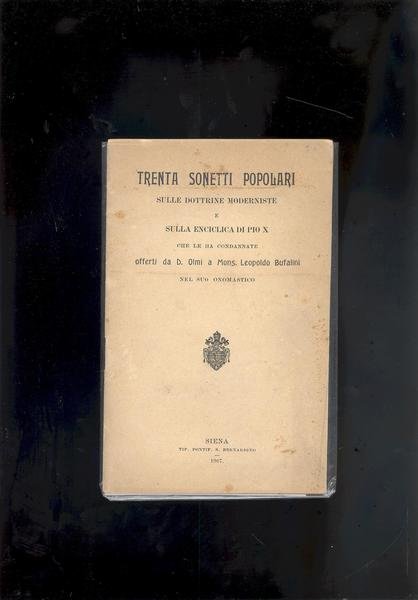 TRENTA SONETTI POPOLARI
SULLE DOTTRINE MODERNISTE
E
SULLA ENCICLICA DI PIO X
CHE LE HA CONDANNATE
offerti da D. Olmi a Mons. Leopoldo Bufalini
NEL SUO ONOMASTICO
SIENA
TIP. PONTIF. S. BERNARDINO
1907.